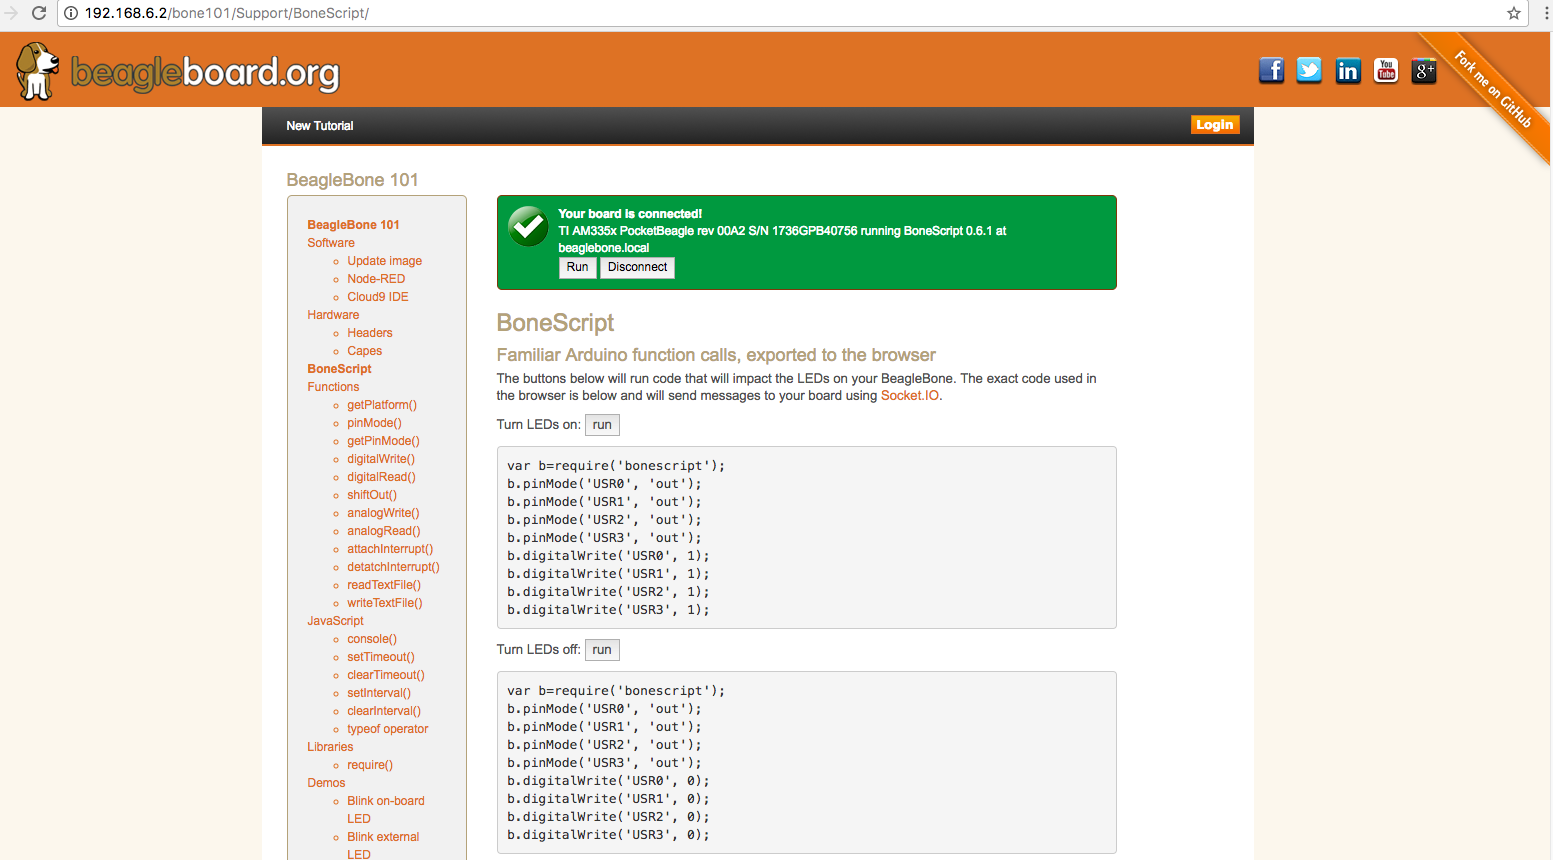 192.168.6.2/bone101/Support/BoneScript/
beagleboard.org
f
in
You
Tube
g+
Fork me on GitHub
New Tutorial
Login
BeagleBone 101
BeagleBone 101
Software
Update image
Node-RED
Cloud9 IDE
Hardware
Headers
Capes
BoneScript
Functions
getPlatform()
pinMode()
getPinMode()
digitalWrite()
digitalRead()
shiftOut()
analogWrite()
analogRead()
attachInterrupt()
detatchInterrupt()
readTextFile()
writeTextFile()
JavaScript
console()
setTimeout()
clearTimeout()
setInterval()
clearInterval()
typeof operator
Libraries
require()
Demos
Blink on-board
LED
Blink external
LED
Your board is connected!
TI AM335x PocketBeagle rev 00A2 S/N 1736GPB40756 running BoneScript 0.6.1 at
beaglebone.local
Run Disconnect
BoneScript
Familiar Arduino function calls, exported to the browser
The buttons below will run code that will impact the LEDs on your BeagleBone. The exact code used in
the browser is below and will send messages to your board using Socket.IO.
Turn LEDs on: run
var b=require('bonescript');
b.pinMode('USR0', 'out');
b.pinMode('USR1', 'out');
b.pinMode('USR2', 'out');
b.pinMode('USR3', 'out');
b.digitalWrite('USR0', 1);
b.digitalWrite('USR1', 1);
b.digitalWrite('USR2', 1);
b.digitalWrite('USR3', 1);
Turn LEDs off: run
var b=require('bonescript');
b.pinMode('USR0', 'out');
b.pinMode('USR1', 'out');
b.pinMode('USR2', 'out');
b.pinMode('USR3', 'out');
b.digitalWrite('USR0', 0);
b.digitalWrite('USR1', 0);
b.digitalWrite('USR2', 0);
b.digitalWrite('USR3', 0);